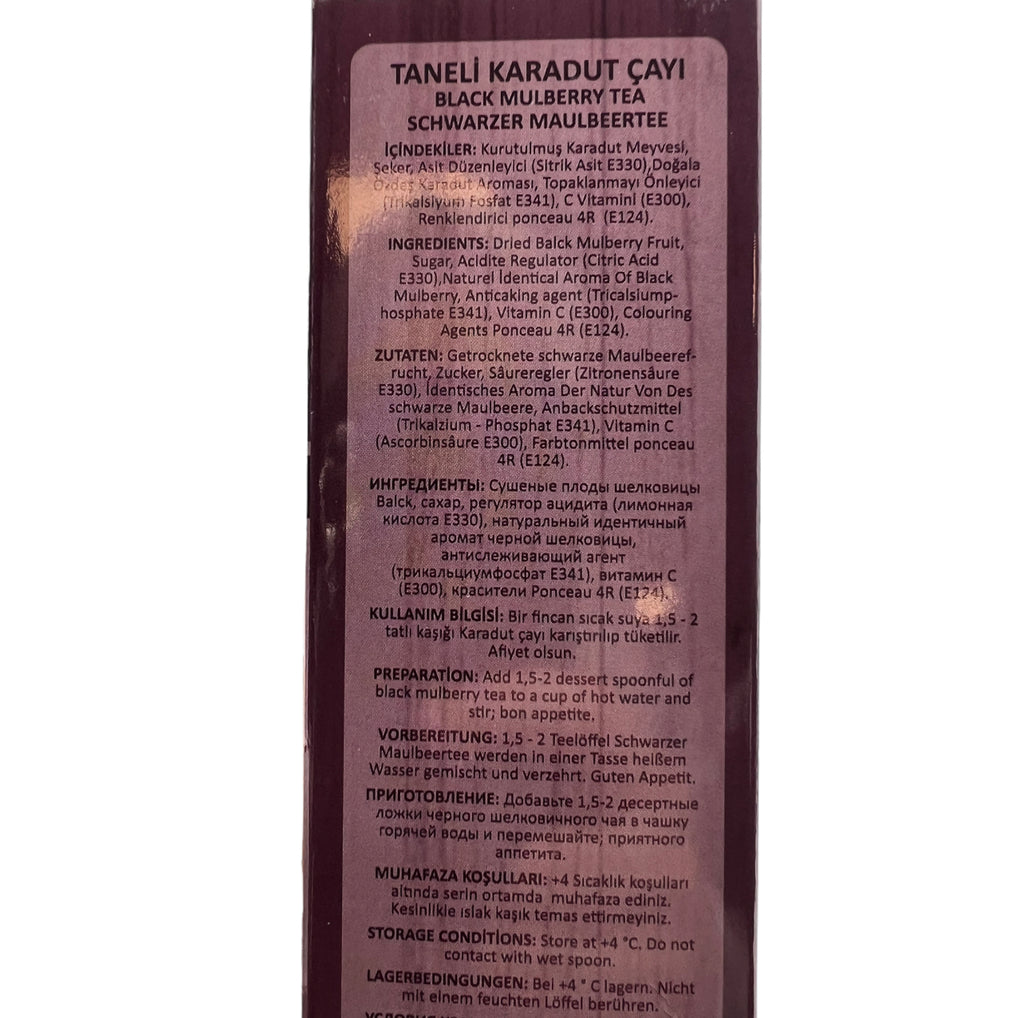 TANELİ KARADUT ÇAYI
BLACK MULBERRY TEA
SCHWARZER MAULBEERTEE
İÇİNDEKİLER: Kurutulmuş Karadut Meyvesi,
Şeker, Asit Düzenleyici (Sitrik Asit E330),Doğala
Özdeş Karadut Aroması, Topaklanmayı Önleyici
(Trikalsiyum Fosfat E341), C Vitamini (E300),
Renklendirici ponceau 4R (E124).
INGREDIENTS: Dried Balck Mulberry Fruit,
Sugar, Acidite Regulator (Citric Acid
E330),Naturel İdentical Aroma Of Black
Mulberry, Anticaking agent (Tricalsiump-
hosphate E341), Vitamin C (E300), Colouring
Agents Ponceau 4R (E124).
ZUTATEN: Getrocknete schwarze Maulbeeref-
rucht, Zucker, Sâureregler (Zitronensâure
E330), İdentisches Aroma Der Natur Von Des
schwarze Maulbeere, Anbackschutzmittel
(Trikalzium - Phosphat E341), Vitamin C
(Ascorbinsâure E300), Farbtonmittel ponceau
4R (E124).
ИНГРЕДИЕНТЫ: Сушеные плоды шелковицы
Balck, сахар, регулятор ацидита (лимонная
кислота E330), натуральный идентичный
аромат черной шелковицы,
антислеживающий агент
(трикальциумфосфат E341), витамин C
(E300), красители Ponceau 4R (E124).
KULLANIM BİLGİSİ: Bir fincan sıcak suya 1,5 - 2
tatlı kaşığı Karadut çayı karıştırılıp tüketilir.
Afiyet olsun.
PREPARATİON: Add 1,5-2 dessert spoonful of
black mulberry tea to a cup of hot water and
stir; bon appetite.
VORBEREITUNG: 1,5 - 2 Teelöffel Schwarzer
Maulbeertee werden in einer Tasse heißem
Wasser gemischt und verzehrt. Guten Appetit.
ПРИГОТОВЛЕНИЕ: Добавьте 1,5-2 десертные
ложки черного шелковичного чая в чашку
горячей воды и перемешайте; приятного
аппетита.
MUHAFAZA KOŞULLARI: +4 Sıcaklık koşulları
altında serin ortamda muhafaza ediniz.
Kesinlikle ıslak kaşık temas ettirmeyiniz.
STORAGE CONDİTİONS: Store at +4 °C. Do not
contact with wet spoon.
LAGERBEDINGUNGEN: Bei +4 ° C lagern. Nicht
mit einem feuchten Löffel berühren.